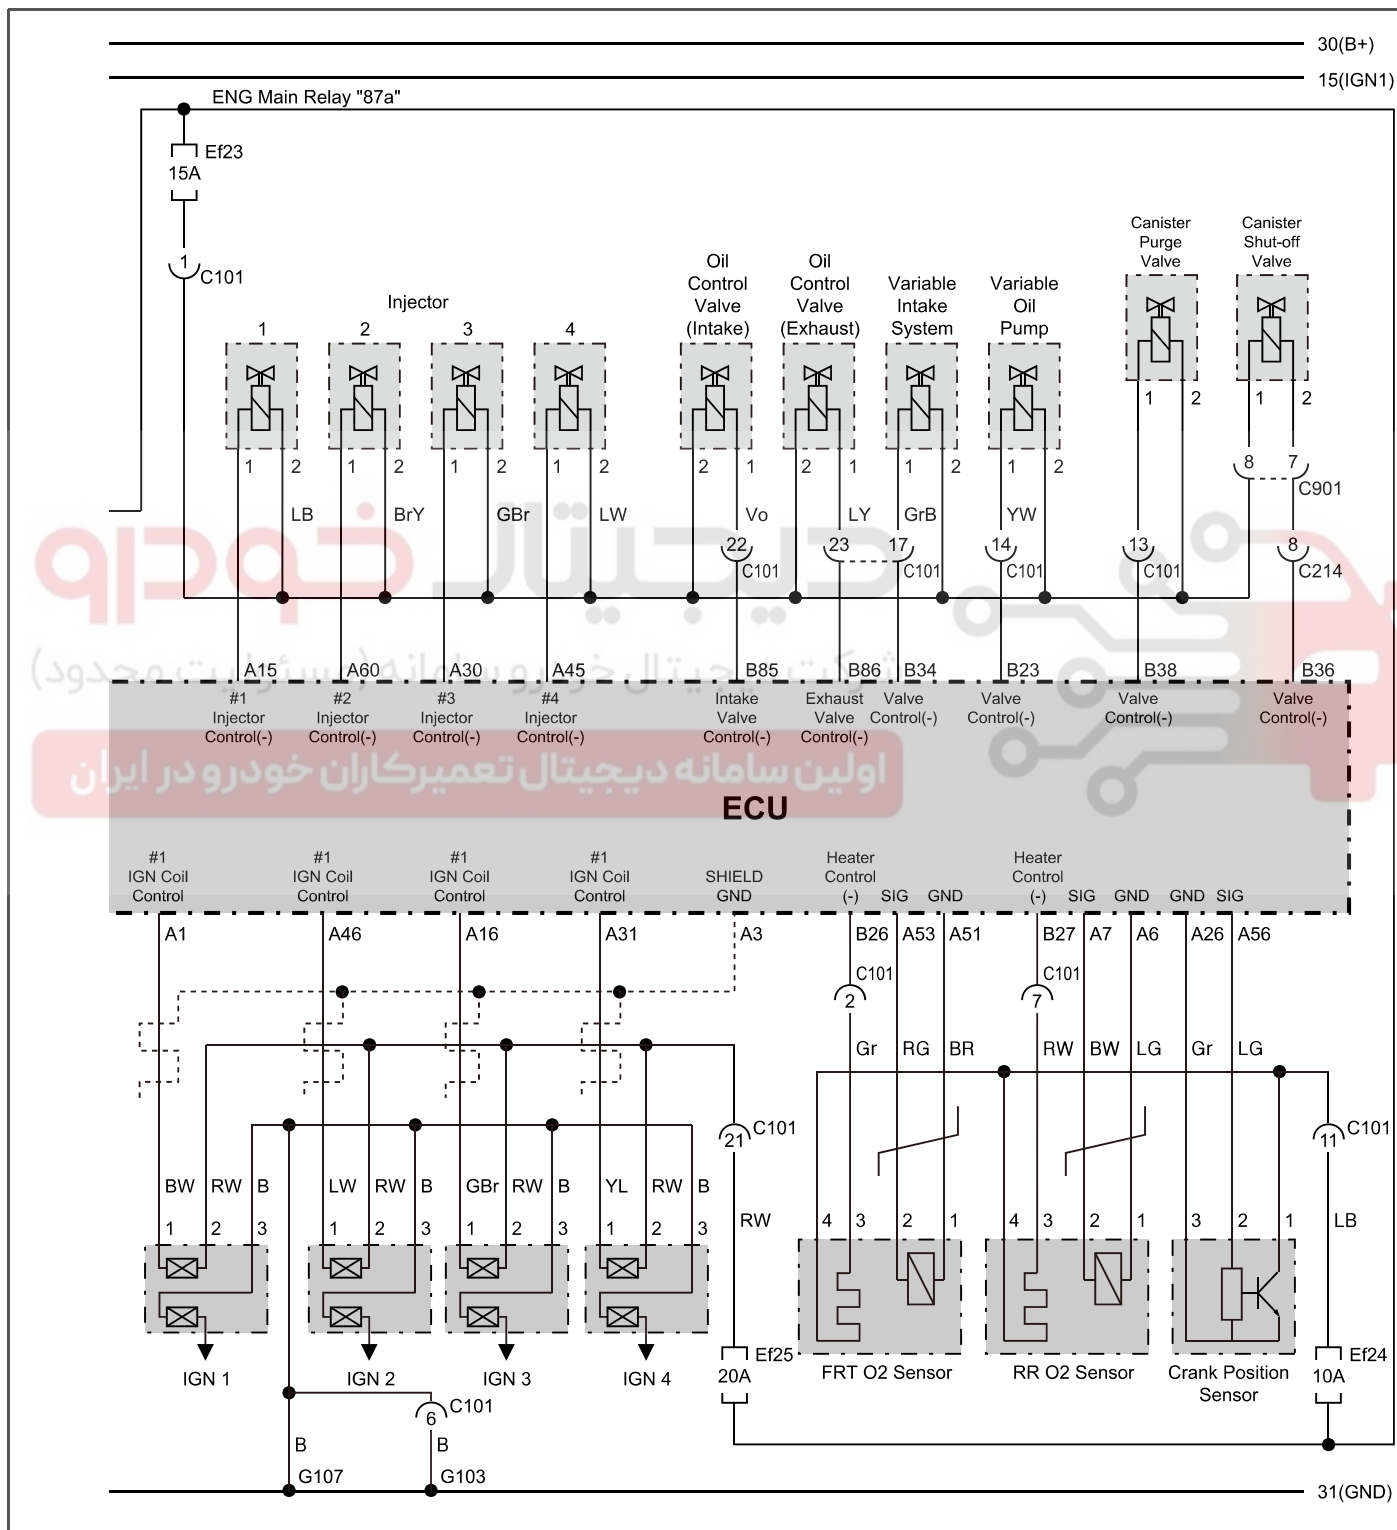 30(B+)
15(IGN1)
ENG Main Relay "87a"
Ef23
15A
1
C101
Injector
1 2 3 4
Oil
Control
Valve
(Intake)
Oil
Control
Valve
(Exhaust)
Variable
Intake
System
Variable
Oil
Pump
Canister
Purge
Valve
Canister
Shut-off
Valve
1 2 1 2 1 2 1 2 2 1 2 1 1 2 1 2 1 2 1 2
8 7
C901
LB BrY GBr LW Vo LY GrB YW
22 C101
23 17 C101
14 C101
13 C101
8 C214
دیجیتال خودرو
شرکت دیجیتال خودرو سامانه (مسئولیت محدود)
اولین سامانه دیجیتال تعمیرکاران خودرو در ایران
A15 A60 A30 A45 B85 B86 B34 B23 B38 B36
#1
Injector
Control(-)
#2
Injector
Control(-)
#3
Injector
Control(-)
#4
Injector
Control(-)
Intake
Valve
Control(-)
Exhaust
Valve
Control(-)
Valve
Control(-)
Valve
Control(-)
Valve
Control(-)
Valve
Control(-)
ECU
#1
IGN Coil
Control
#1
IGN Coil
Control
#1
IGN Coil
Control
#1
IGN Coil
Control
SHIELD
GND
Heater
Control
(-)
SIG GND
Heater
Control
(-)
SIG GND GND SIG
A1 A46 A16 A31 A3 B26 A53 A51 B27 A7 A6 A26 A56
C101
2
C101
7
Gr RG BR RW BW LG Gr LG
21 C101
11 C101
BW RW B LW RW B GBr RW B YL RW B
RW
LB
1 2 3 1 2 3 1 2 3 1 2 3
4 3 2 1 4 3 2 1 3 2 1
IGN 1 IGN 2 IGN 3 IGN 4
Ef25
20A
FRT O2 Sensor
RR O2 Sensor
Crank Position
Sensor
Ef24
10A
C101
6
B B
G107 G103
31(GND)